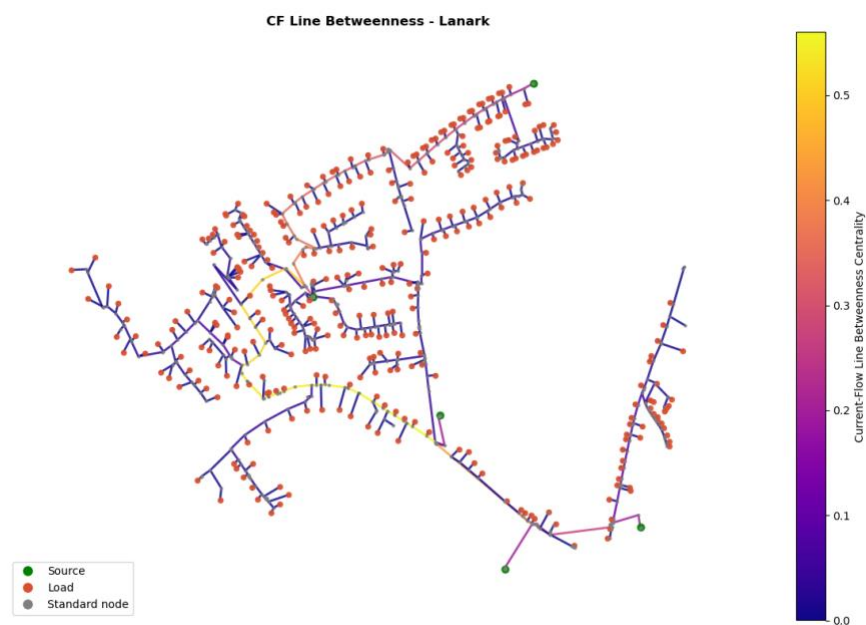 CF Line Betweenness - Lanark
0.5
0.4
0.3
0.2
0.1
0.0
Current-Flow Line Betweenness Centrality
Source
Load
Standard node